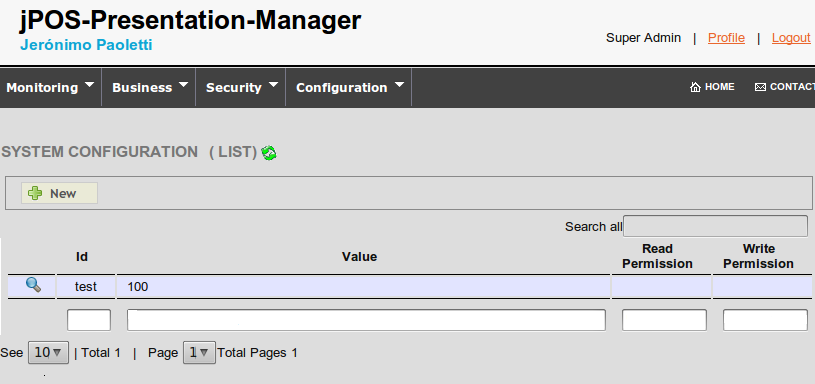 jPOS-Presentation-Manager
Jerónimo Paoletti
Super Admin | Profile | Logout
Monitoring Business Security Configuration HOME CONTACT
SYSTEM CONFIGURATION ( LIST)
New
Search all
Id Value Read Permission Write Permission
test 100
See 10 | Total 1 | Page 1 Total Pages 1